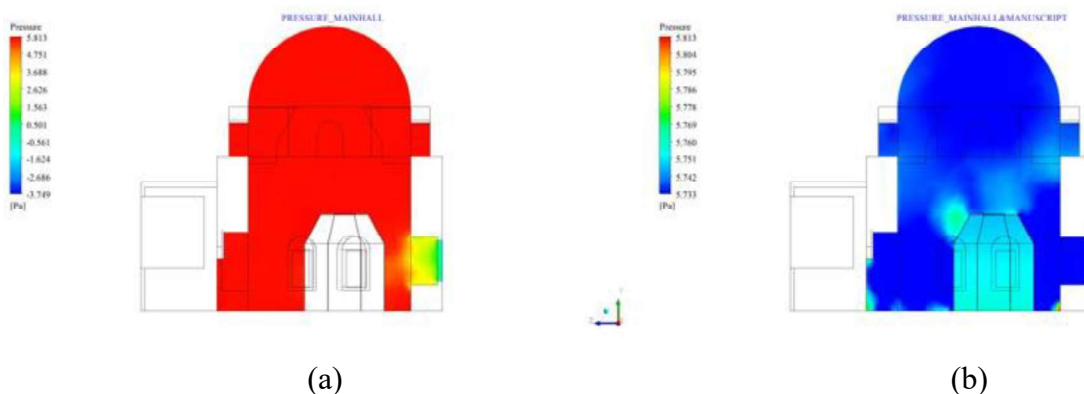 PRESSURE_MAINHALL
Pressure
5.813
4.751
3.688
2.626
1.563
0.501
-0.561
-1.624
-2.686
-3.749
[Pa]
PRESSURE_MAINHALL&MANUSCRIPT
Pressure
5.813
5.804
5.795
5.786
5.778
5.769
5.760
5.751
5.742
5.733
[Pa]
Y
Z
(a)
(b)